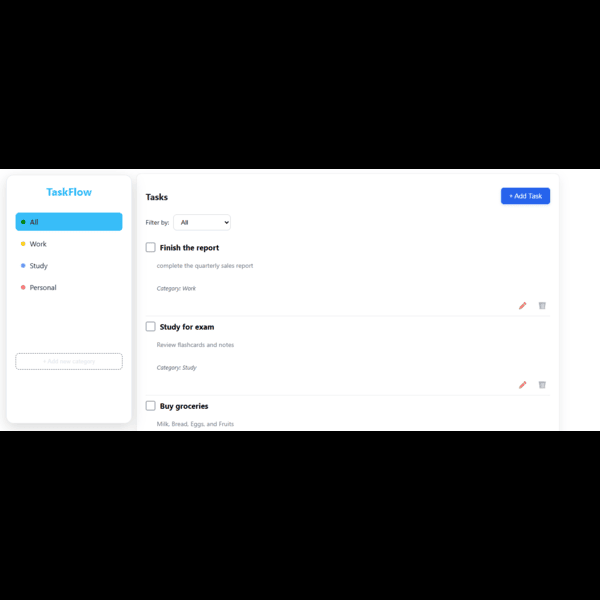 TaskFlow
All
Work
Study
Personal
+ Add new category
Tasks
+ Add Task
Filter by: All
Finish the report
complete the quarterly sales report
Category: Work
Study for exam
Review flashcards and notes
Category: Study
Buy groceries
Milk, Bread, Eggs, and Fruits